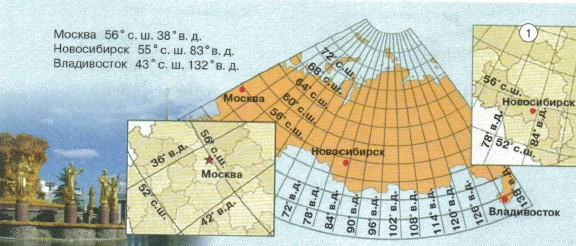 Москва 56° с. ш. 38° в. д.
Новосибирск 55° с. ш. 83° в. д.
Владивосток 43° с. ш. 132° в. д.
1
72° с.ш.
68° с.ш.
64° с.ш.
60° с.ш.
56° с.ш.
Москва
Новосибирск
Владивосток
72° в.д.
78° в.д.
84° в.д.
90° в.д.
96° в.д.
102° в.д.
108° в.д.
114° в.д.
120° в.д.
126° в.д.
138° в.д.
56° с.ш.
36° в.д.
Москва
52° с.ш.
42° в.д.
56° с.ш.
Новосибирск
78° в.д.
84° в.д.
52° с.ш.